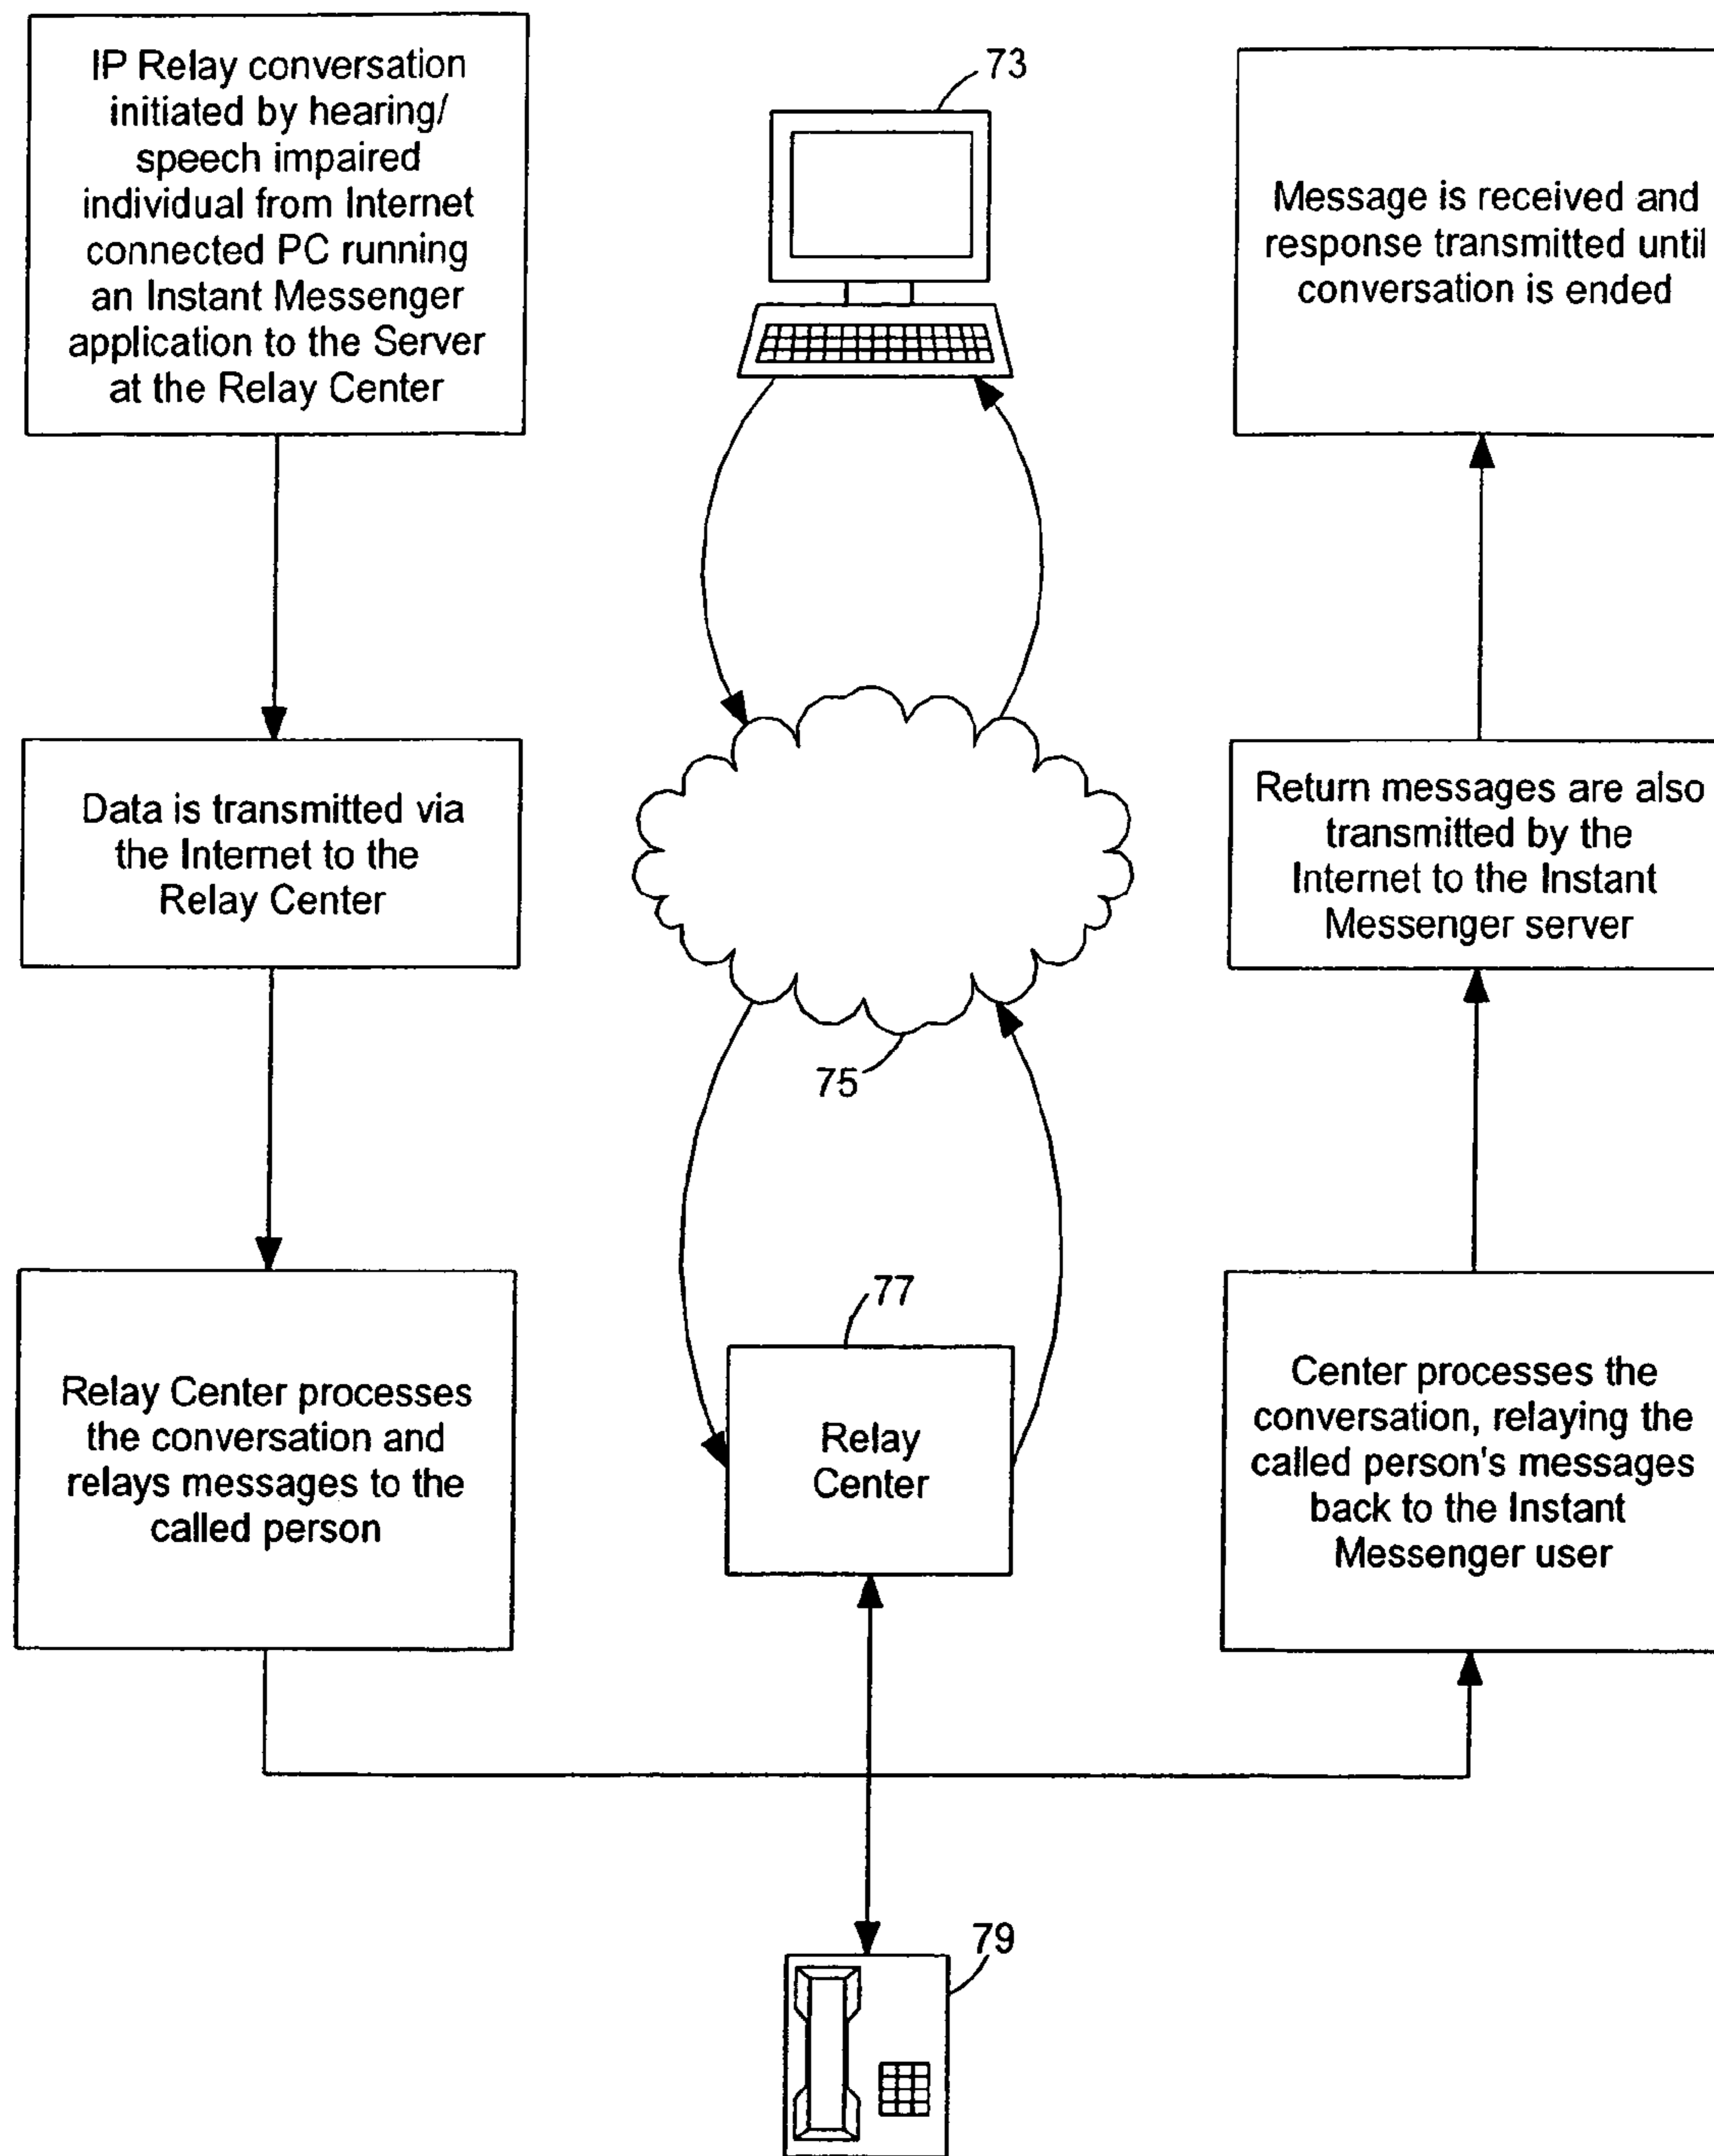 IP Relay conversation
initiated by hearing/
speech impaired
individual from Internet
connected PC running
an Instant Messenger
application to the Server
at the Relay Center
Data is transmitted via
the Internet to the
Relay Center
Relay Center processes
the conversation and
relays messages to the
called person
73
75
77
Relay
Center
79
Message is received and
response transmitted until
conversation is ended
Return messages are also
transmitted by the
Internet to the Instant
Messenger server
Center processes the
conversation, relaying the
called person's messages
back to the Instant
Messenger user